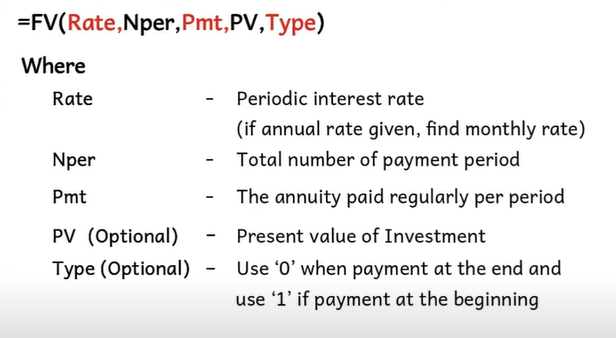 =FV(Rate,Nper,Pmt,PV,Type)
Where
Rate - Periodic interest rate
(if annual rate given, find monthly rate)
Nper - Total number of payment period
Pmt - The annuity paid regularly per period
PV (Optional) - Present value of Investment
Type (Optional) - Use ‘0’ when payment at the end and
use ‘1’ if payment at the beginning